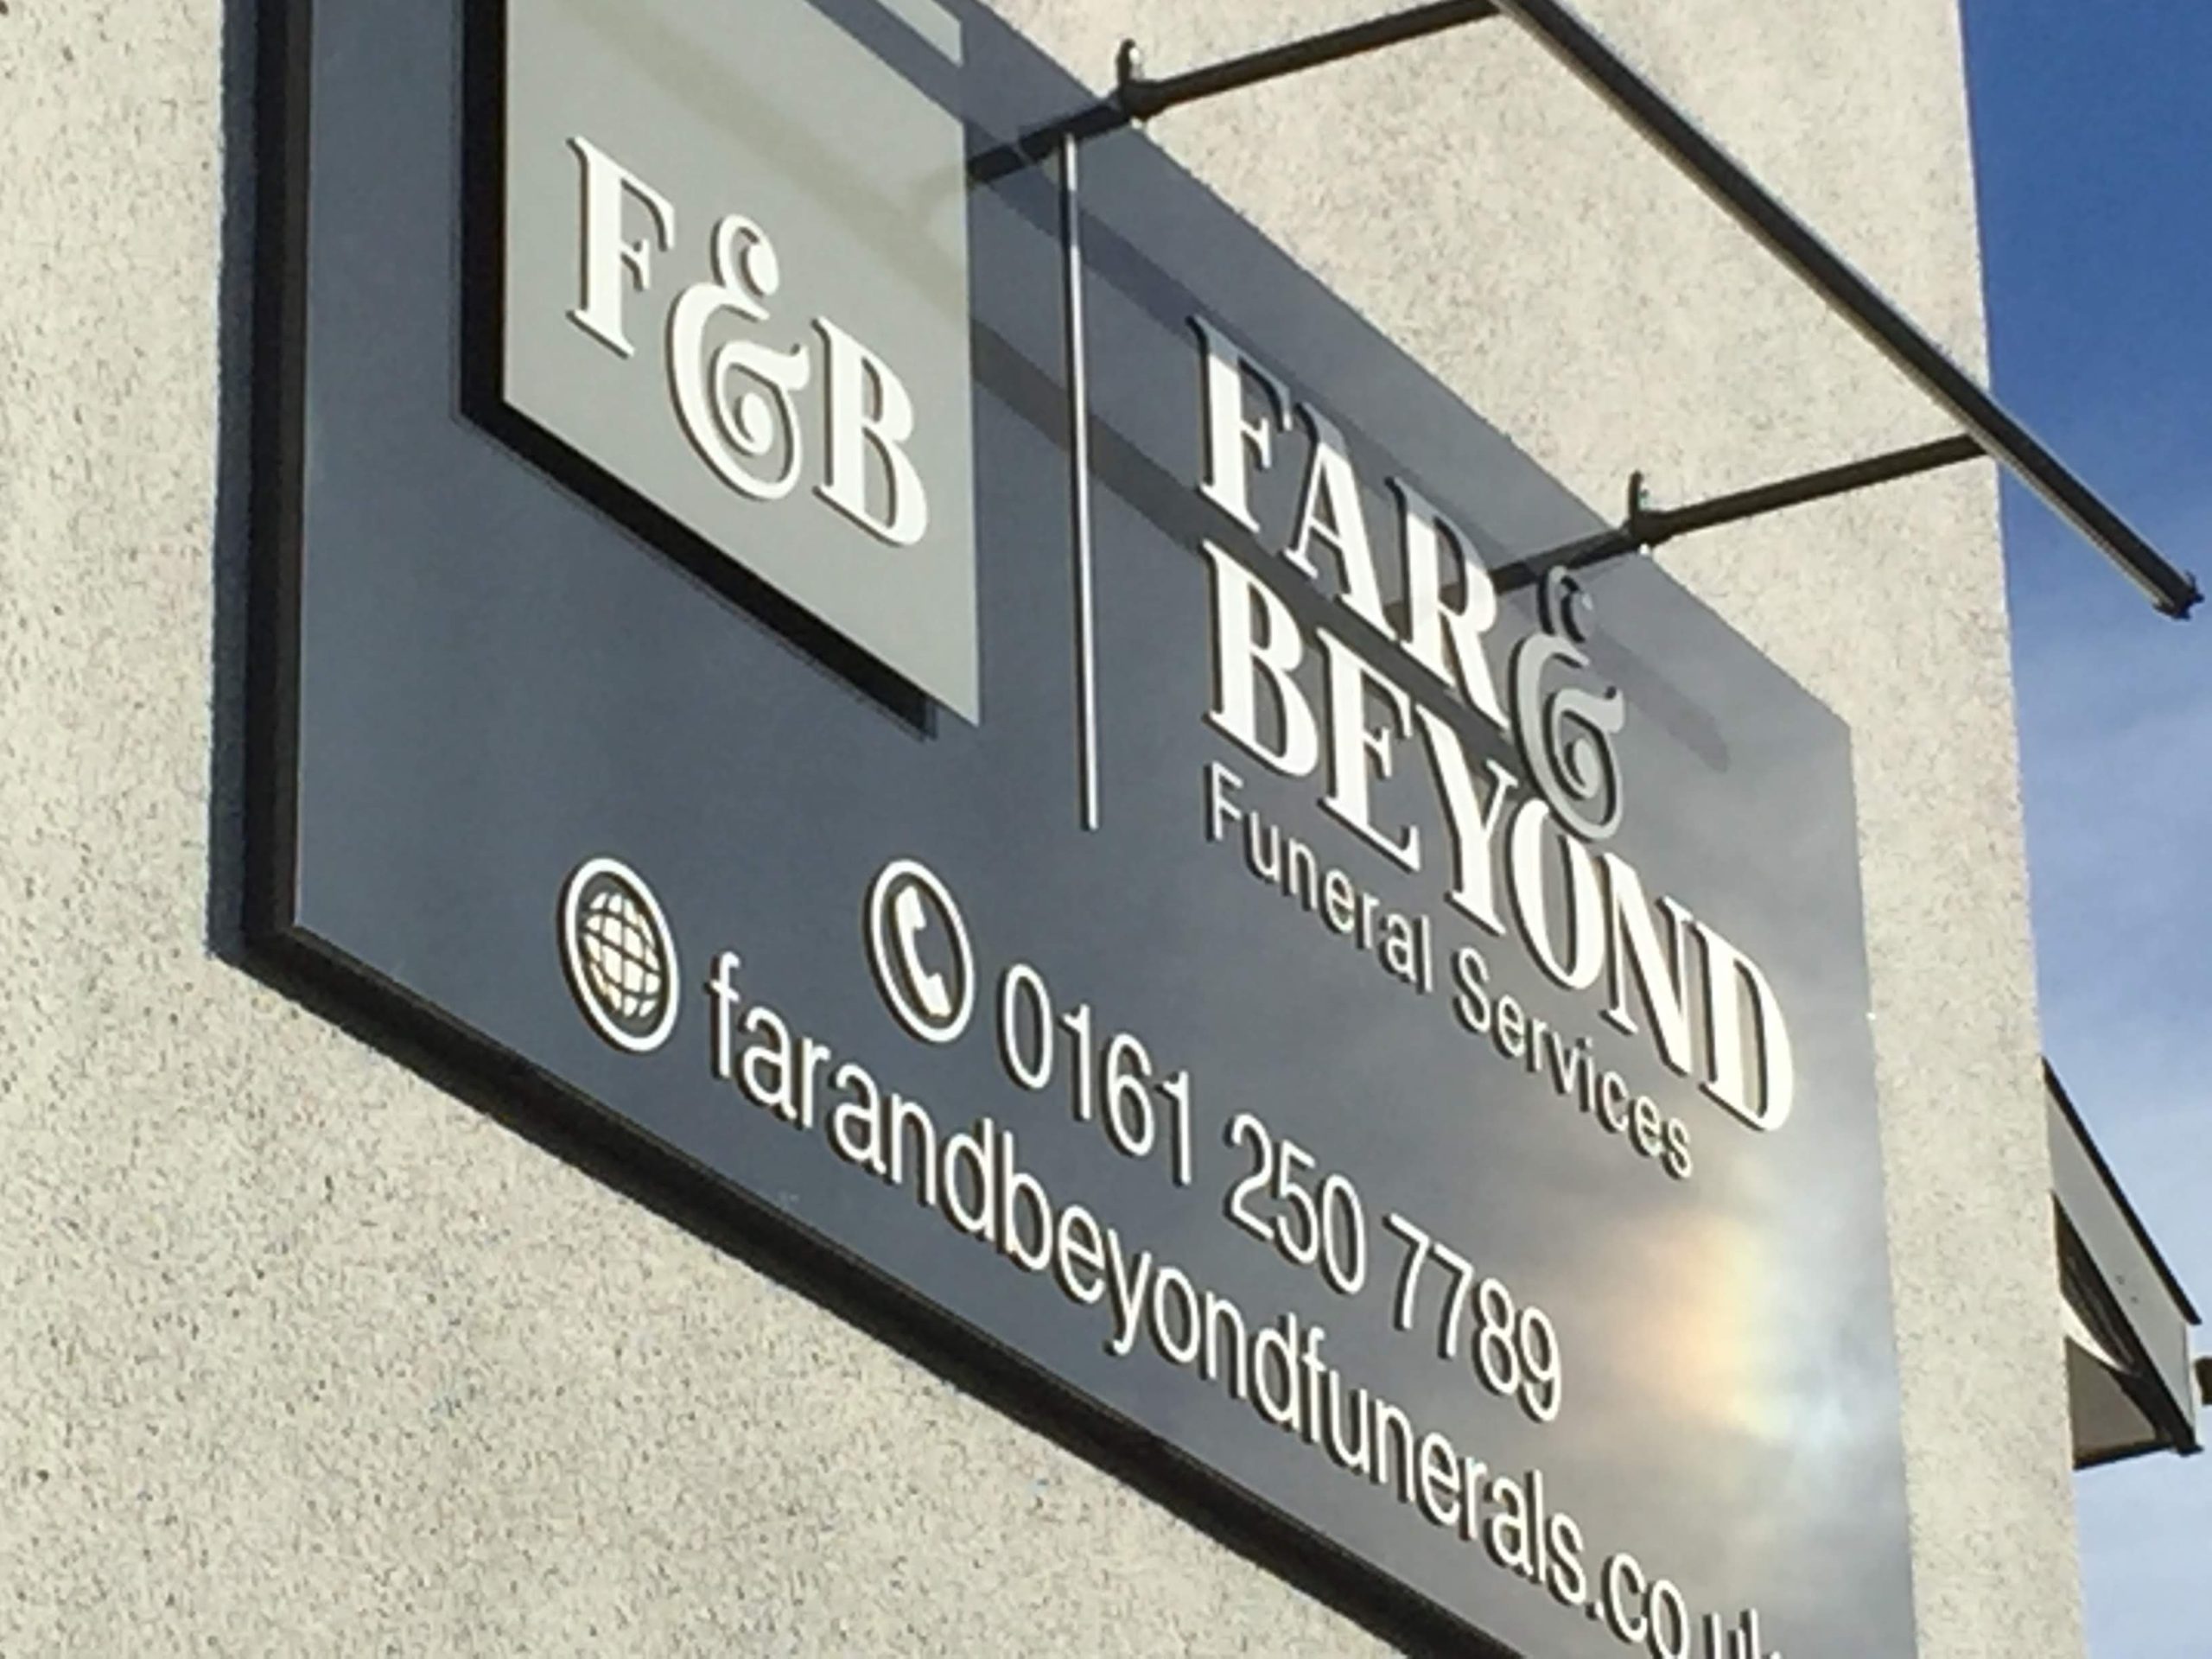 F&B
FAR &
BEYOND
Funeral Services
0161 250 7789
farandbeyondfunerals.co.uk